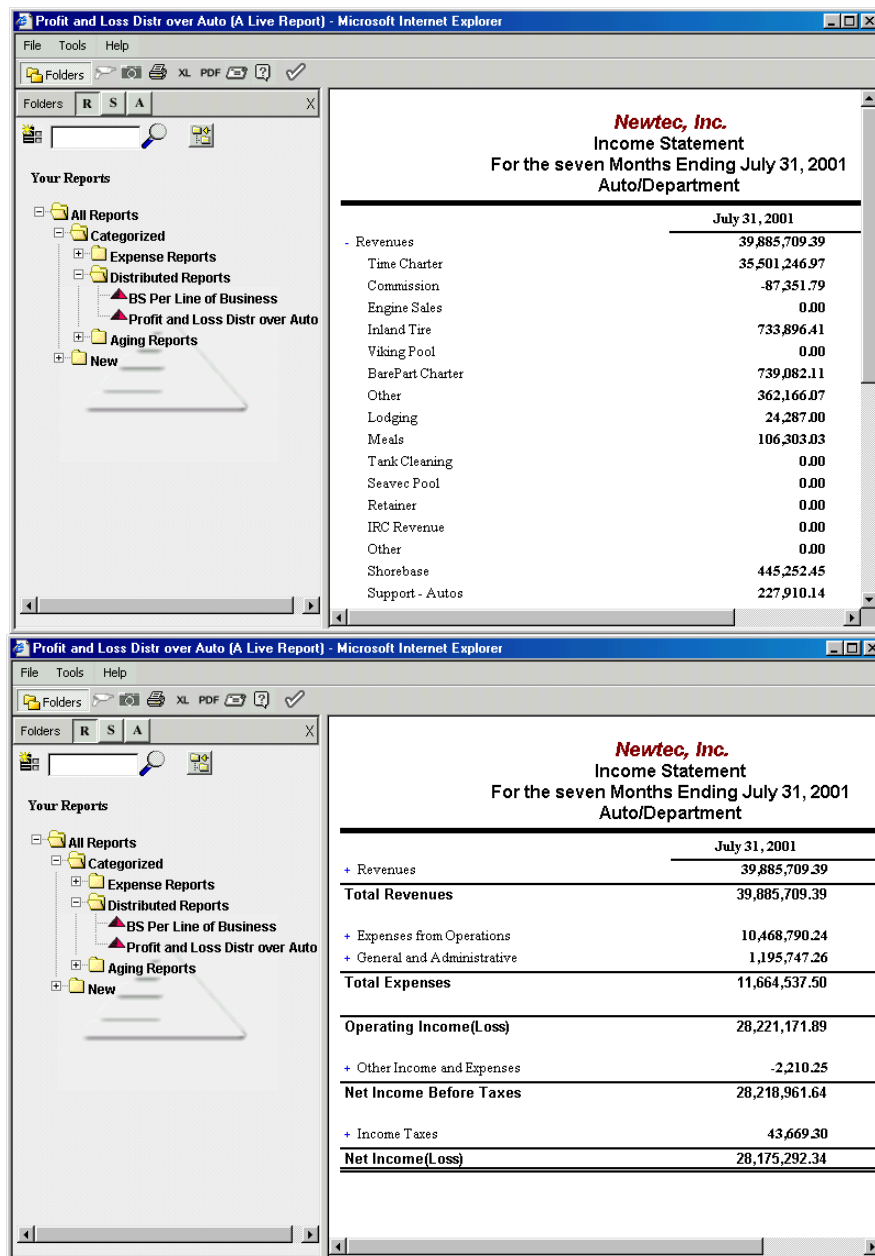 Profit and Loss Distr over Auto (A Live Report) - Microsoft Internet Explorer
File Tools Help
Folders XL PDF
Folders R S A X
Your Reports
All Reports
Categorized
Expense Reports
Distributed Reports
BS Per Line of Business
Profit and Loss Distr over Auto
Aging Reports
New
Newtec, Inc.
Income Statement
For the seven Months Ending July 31, 2001
Auto/Department
July 31, 2001
- Revenues 39,885,709.39
Time Charter 35,501,246.97
Commission -87,351.79
Engine Sales 0.00
Inland Tire 733,896.41
Viking Pool 0.00
BarePart Charter 739,082.11
Other 362,166.07
Lodging 24,287.00
Meals 106,303.03
Tank Cleaning 0.00
Seavec Pool 0.00
Retainer 0.00
IRC Revenue 0.00
Other 0.00
Shorebase 445,252.45
Support - Autos 227,910.14
Profit and Loss Distr over Auto (A Live Report) - Microsoft Internet Explorer
File Tools Help
Folders XL PDF
Folders R S A X
Your Reports
All Reports
Categorized
Expense Reports
Distributed Reports
BS Per Line of Business
Profit and Loss Distr over Auto
Aging Reports
New
Newtec, Inc.
Income Statement
For the seven Months Ending July 31, 2001
Auto/Department
July 31, 2001
+ Revenues 39,885,709.39
Total Revenues 39,885,709.39
+ Expenses from Operations 10,468,790.24
+ General and Administrative 1,195,747.26
Total Expenses 11,664,537.50
Operating Income(Loss) 28,221,171.89
+ Other Income and Expenses -2,210.25
Net Income Before Taxes 28,218,961.64
+ Income Taxes 43,669.30
Net Income(Loss) 28,175,292.34